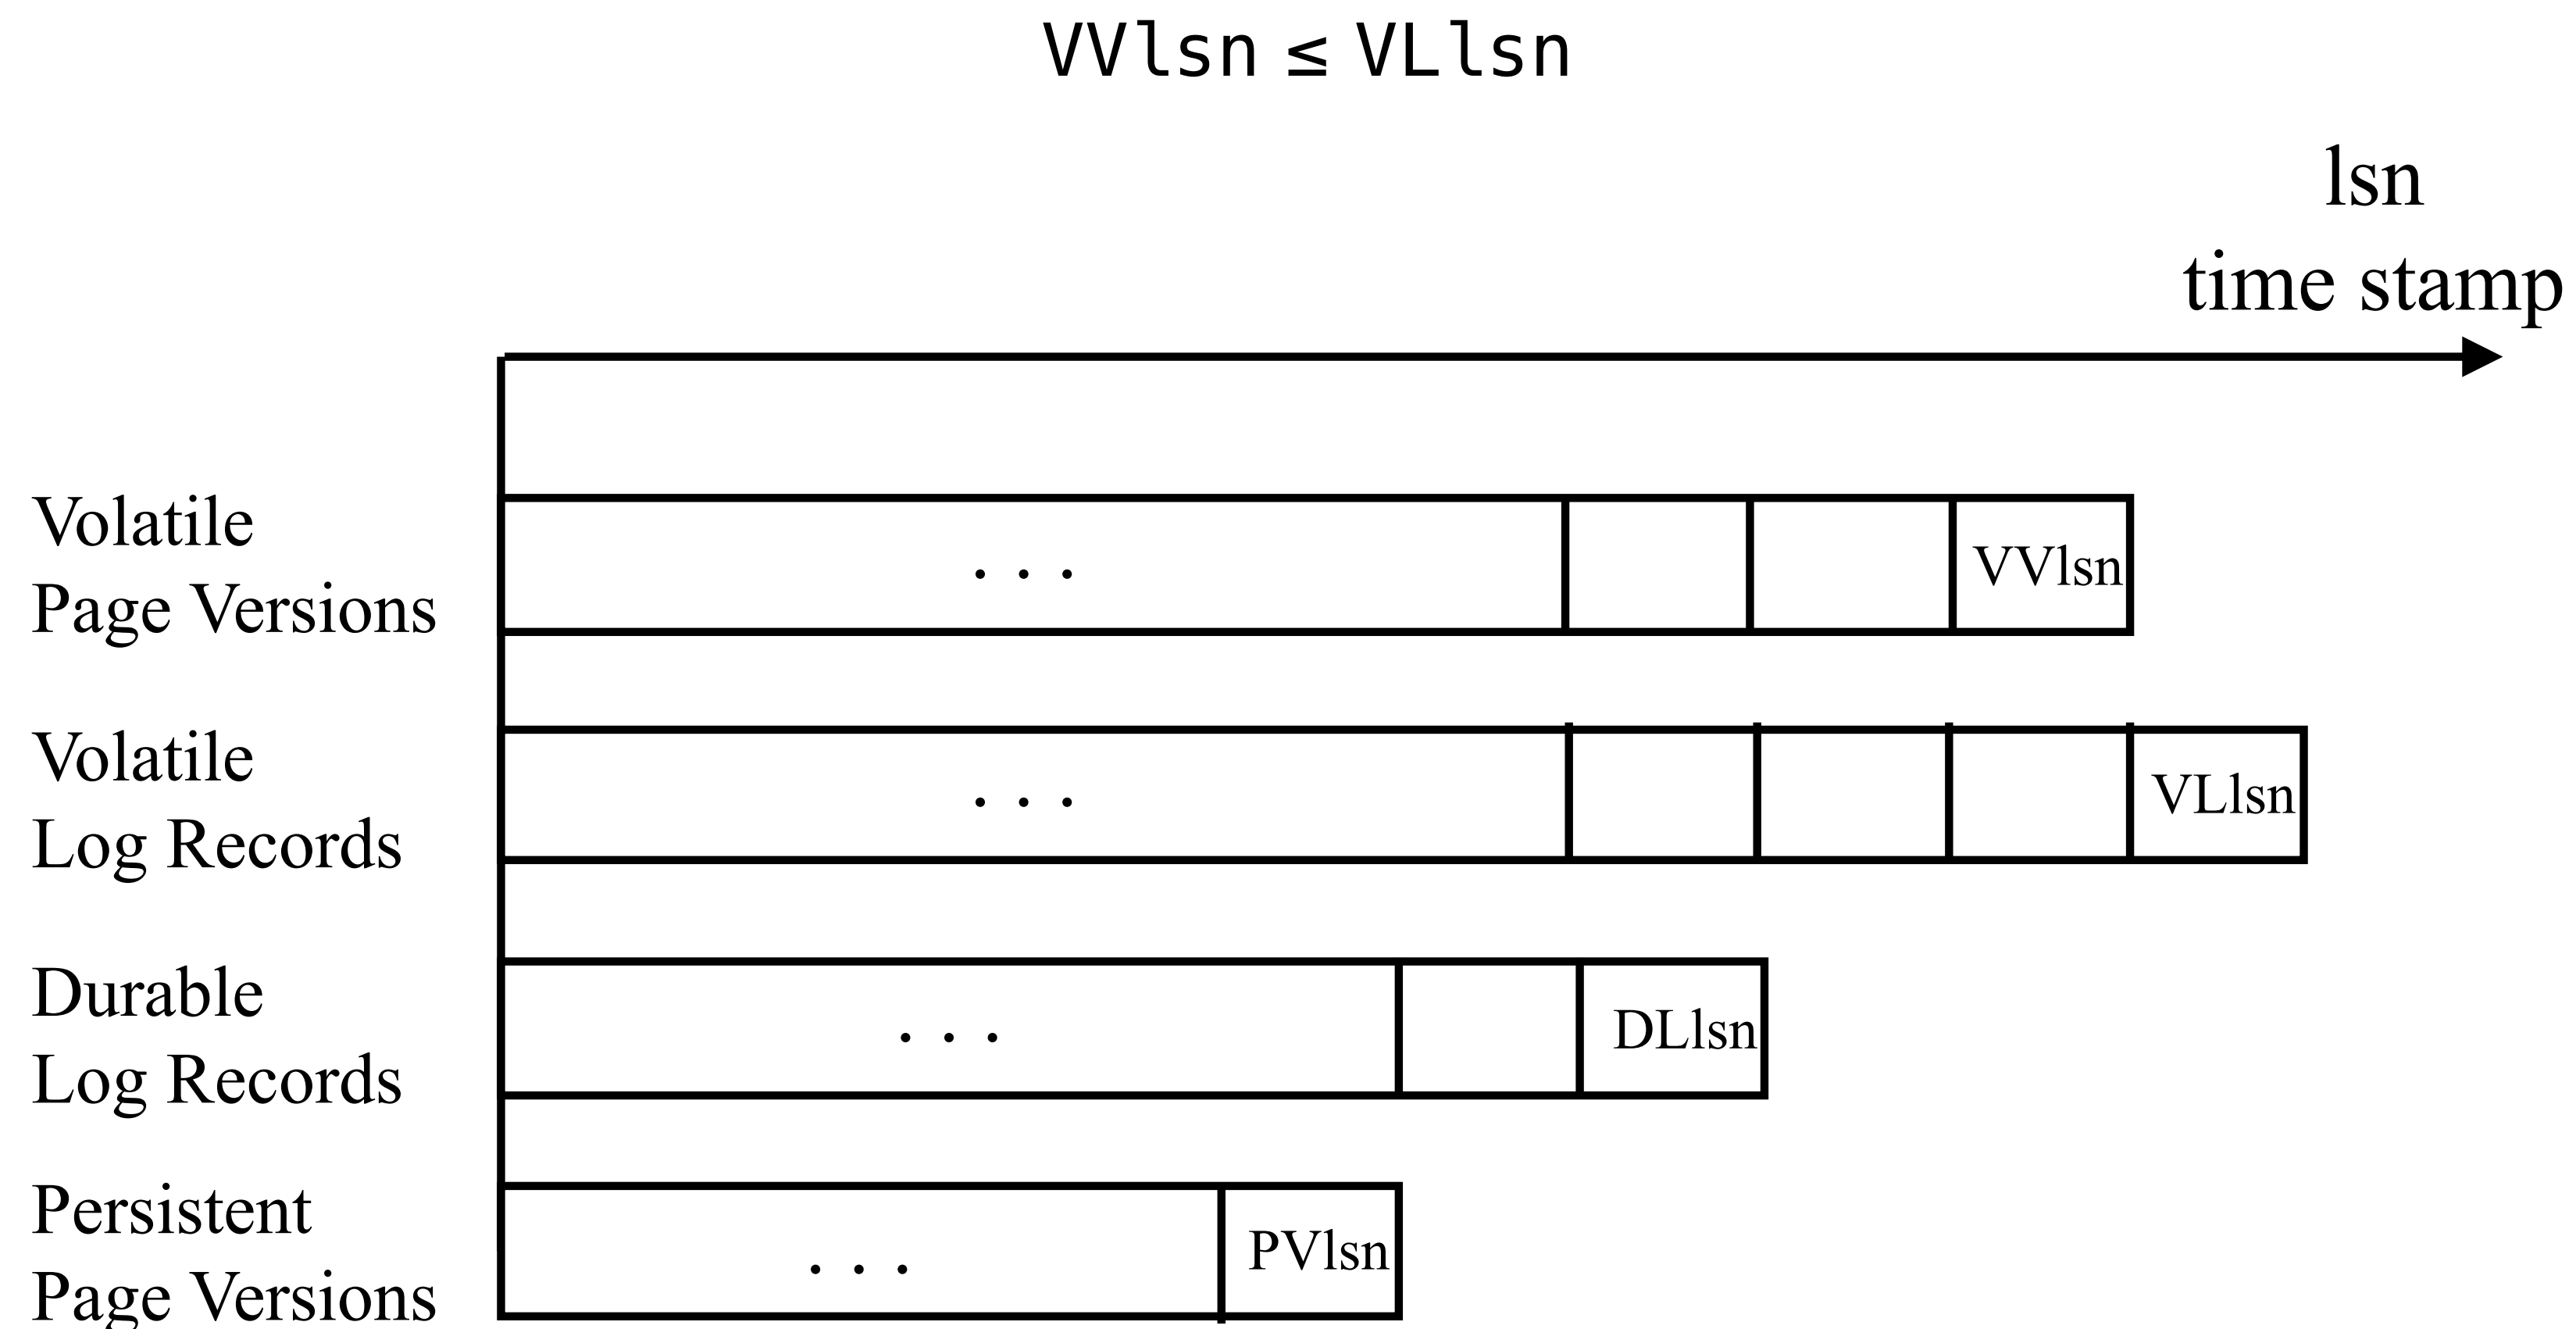 VVlsn ≤ VLlsn
lsn
time stamp
Volatile
Page Versions
. . .
VVlsn
Volatile
Log Records
. . .
VLlsn
Durable
Log Records
. . .
DLlsn
Persistent
Page Versions
. . .
PVlsn